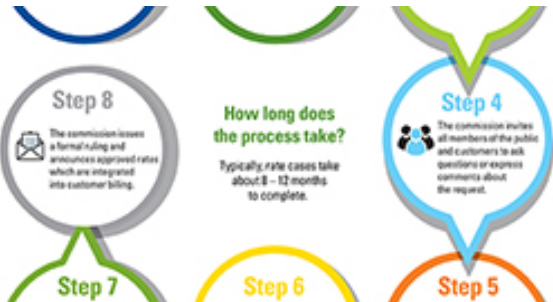 Step 8
The commission issues
a formal ruling and
announces approved rates
which are integrated
into customer billing.
How long does
the process take?
Typically, rate cases take
about 8 – 12 months
to complete.
Step 4
The commission invites
all members of the public
and customers to ask
questions or express
comments about
the request.
Step 7
Step 6
Step 5